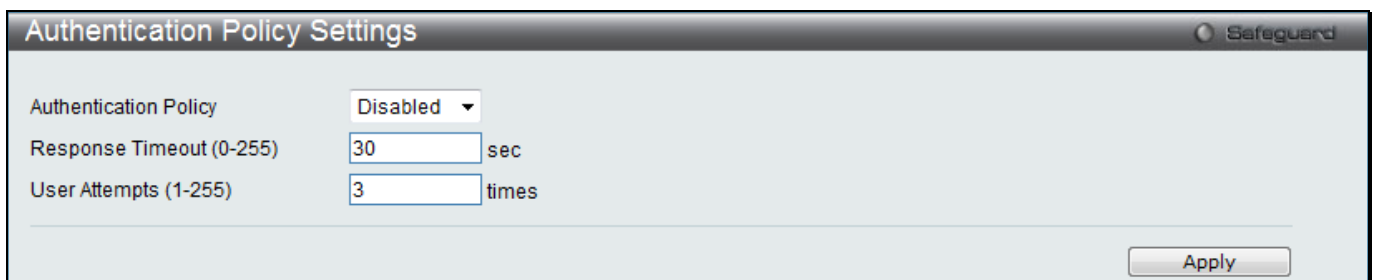 Authentication Policy Settings
Safeguard
Authentication Policy Disabled
Response Timeout (0-255) 30 sec
User Attempts (1-255) 3 times
Apply